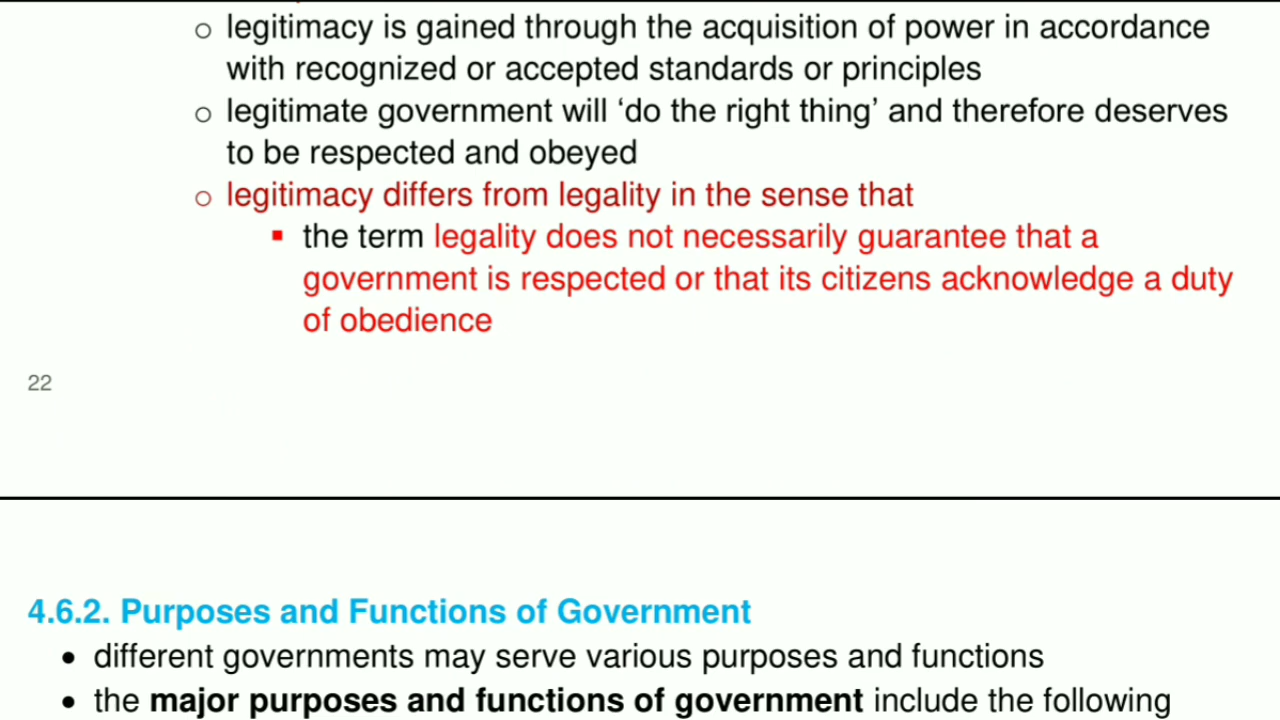 ○ legitimacy is gained through the acquisition of power in accordance
with recognized or accepted standards or principles
○ legitimate government will ‘do the right thing’ and therefore deserves
to be respected and obeyed
○ legitimacy differs from legality in the sense that
▪ the term legality does not necessarily guarantee that a
government is respected or that its citizens acknowledge a duty
of obedience
22
4.6.2. Purposes and Functions of Government
• different governments may serve various purposes and functions
• the major purposes and functions of government include the following